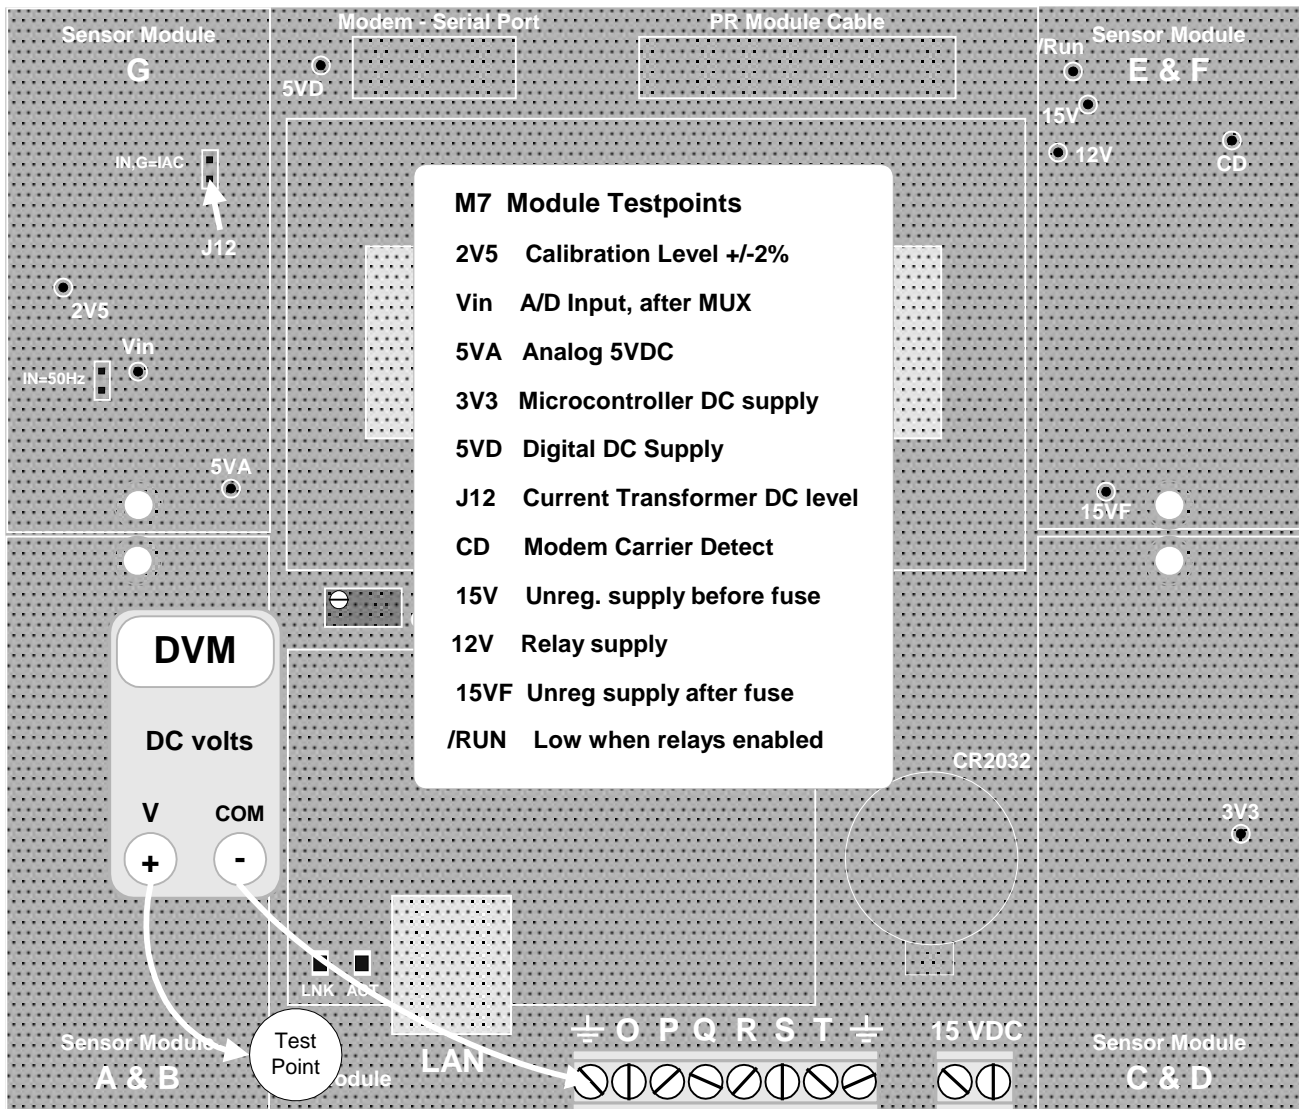 Modem - Serial Port
PR Module Cable
Sensor Module
G
5VD
/Run
Sensor Module
E & F
15V
12V
CD
IN,G=IAC
J12
2V5
Vin
IN=50Hz
5VA
15VF
M7 Module Testpoints
2V5 Calibration Level +/-2%
Vin A/D Input, after MUX
5VA Analog 5VDC
3V3 Microcontroller DC supply
5VD Digital DC Supply
J12 Current Transformer DC level
CD Modem Carrier Detect
15V Unreg. supply before fuse
12V Relay supply
15VF Unreg supply after fuse
/RUN Low when relays enabled
DVM
DC volts
V COM
+ -
CR2032
3V3
LNK ACT
O P Q R S T
15 VDC
Sensor Module
A & B
Test
Point
LAN
Sensor Module
C & D